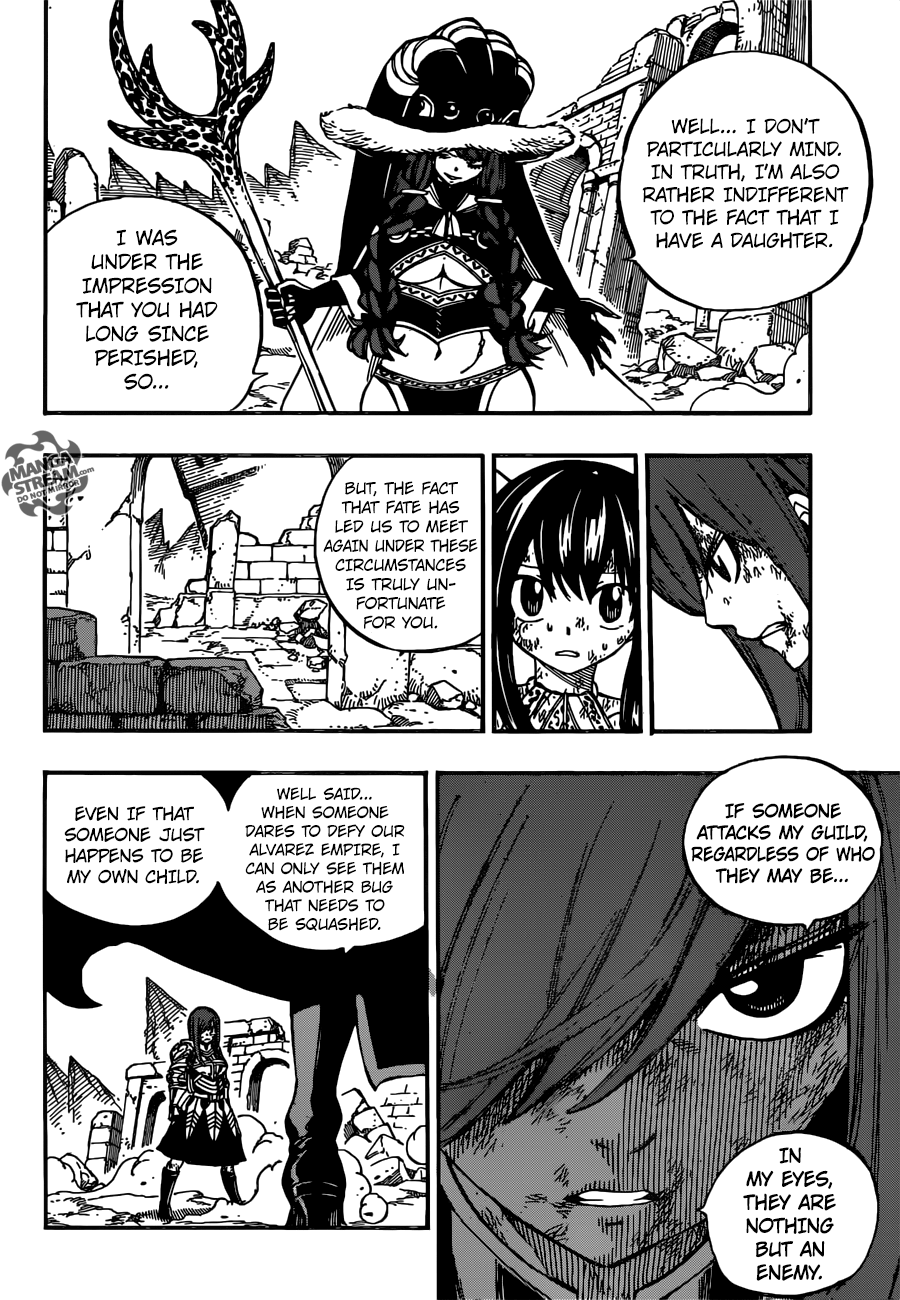 WELL... I DON'T
PARTICULARLY MIND.
IN TRUTH, I'M ALSO
RATHER INDIFFERENT
TO THE FACT THAT I
HAVE A DAUGHTER.
I WAS
UNDER THE
IMPRESSION
THAT YOU HAD
LONG SINCE
PERISHED,
SO...
MANGA
STREAM.com
DO NOT MIRROR
BUT, THE FACT
THAT FATE HAS
LED US TO MEET
AGAIN UNDER THESE
CIRCUMSTANCES
IS TRULY UN-
FORTUNATE
FOR YOU.
IF SOMEONE
ATTACKS MY GUILD,
REGARDLESS OF WHO
THEY MAY BE...
IN
MY EYES,
THEY ARE
NOTHING
BUT AN
ENEMY.
WELL SAID...
WHEN SOMEONE
DARES TO DEFY OUR
ALVAREZ EMPIRE, I
CAN ONLY SEE THEM
AS ANOTHER BUG
THAT NEEDS TO
BE SQUASHED.
EVEN IF THAT
SOMEONE JUST
HAPPENS TO BE
MY OWN CHILD.